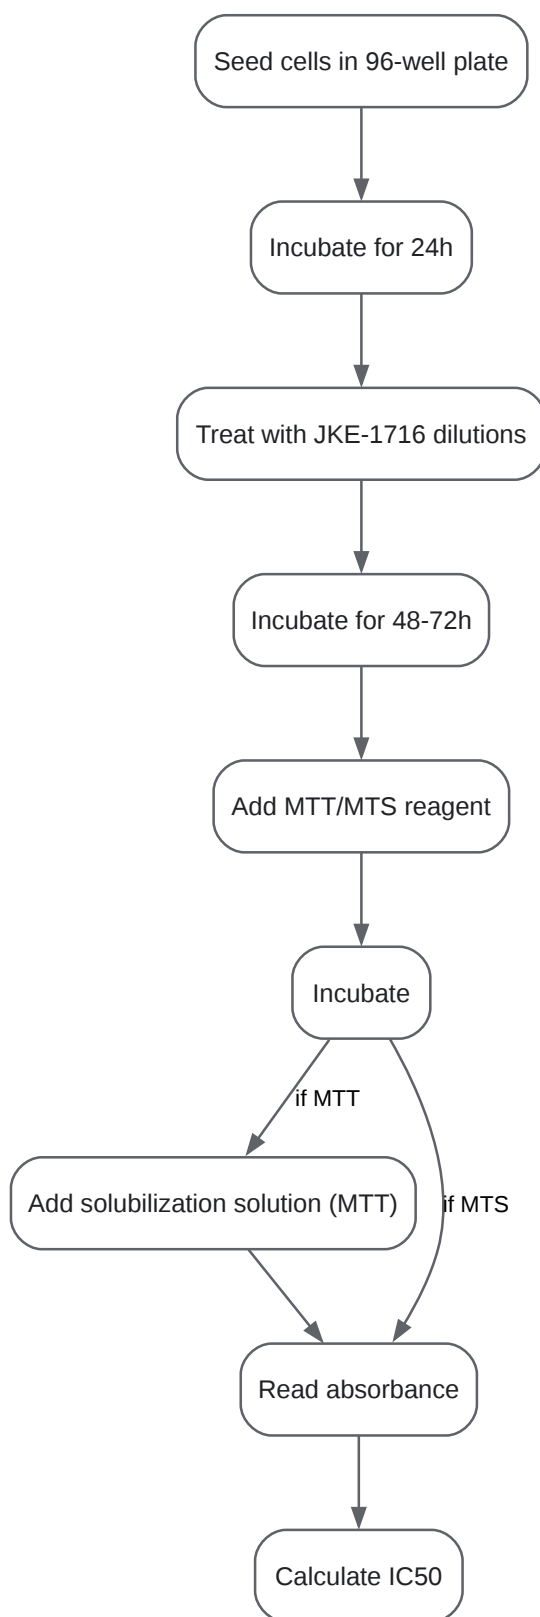 Seed cells in 96-well plate
Incubate for 24h
Treat with JKE-1716 dilutions
Incubate for 48-72h
Add MTT/MTS reagent
Incubate
if MTT
Add solubilization solution (MTT)
if MTS
Read absorbance
Calculate IC50